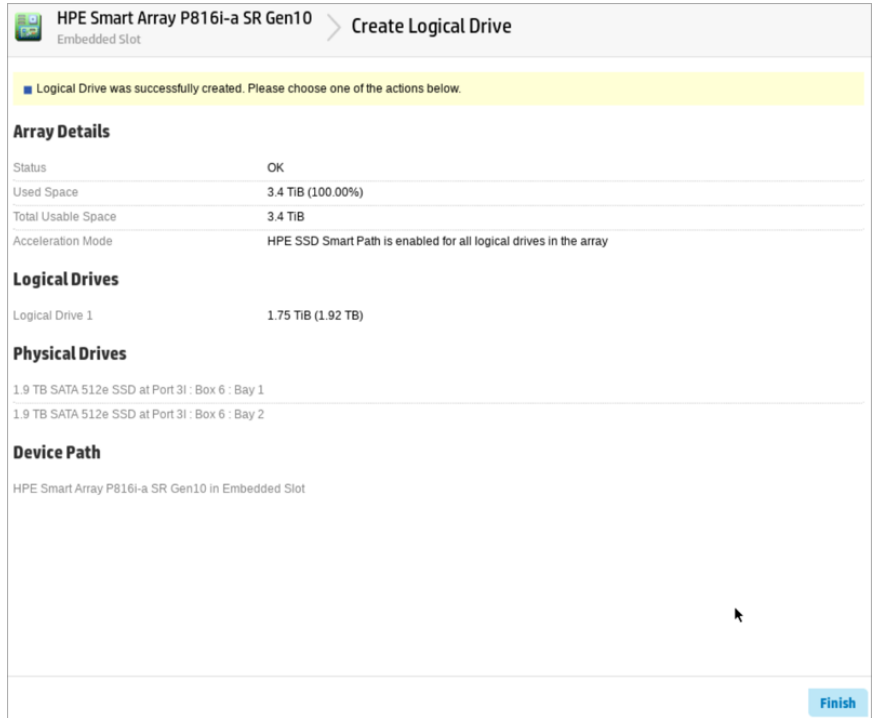 HPE Smart Array P816i-a SR Gen10
Embedded Slot
Create Logical Drive
Logical Drive was successfully created. Please choose one of the actions below.
Array Details
Status OK
Used Space 3.4 TiB (100.00%)
Total Usable Space 3.4 TiB
Acceleration Mode HPE SSD Smart Path is enabled for all logical drives in the array
Logical Drives
Logical Drive 1 1.75 TiB (1.92 TB)
Physical Drives
1.9 TB SATA 512e SSD at Port 3I : Box 6 : Bay 1
1.9 TB SATA 512e SSD at Port 3I : Box 6 : Bay 2
Device Path
HPE Smart Array P816i-a SR Gen10 in Embedded Slot
Finish